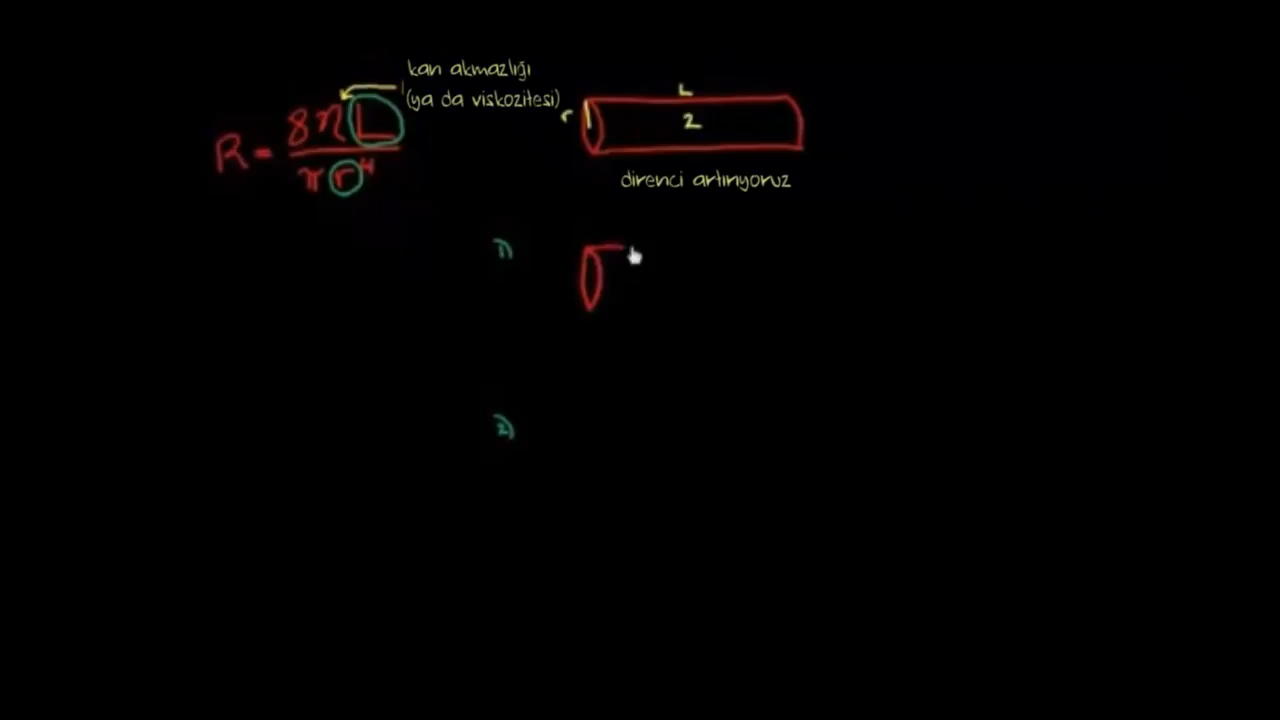 kan akmazlığı
(ya da viskozitesi)
R = 8ηL / πr⁴
L
r
2
direnci artırıyoruz
1)
2)